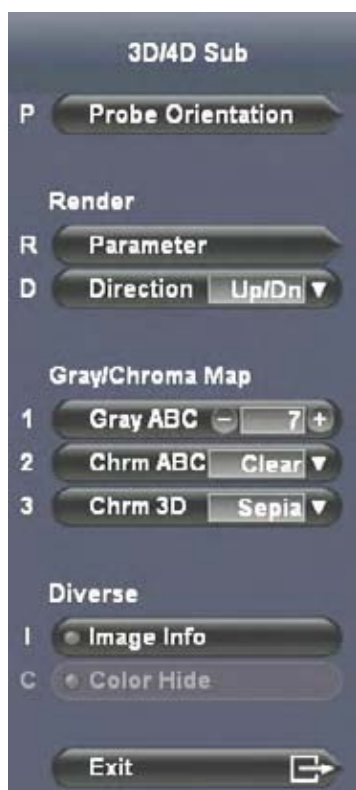 3D/4D Sub
P Probe Orientation
Render
R Parameter
D Direction Up/Dn
Gray/Chroma Map
1 Gray ABC - 7 +
2 Chrm ABC Clear
3 Chrm 3D Sepia
Diverse
I Image Info
C Color Hide
Exit